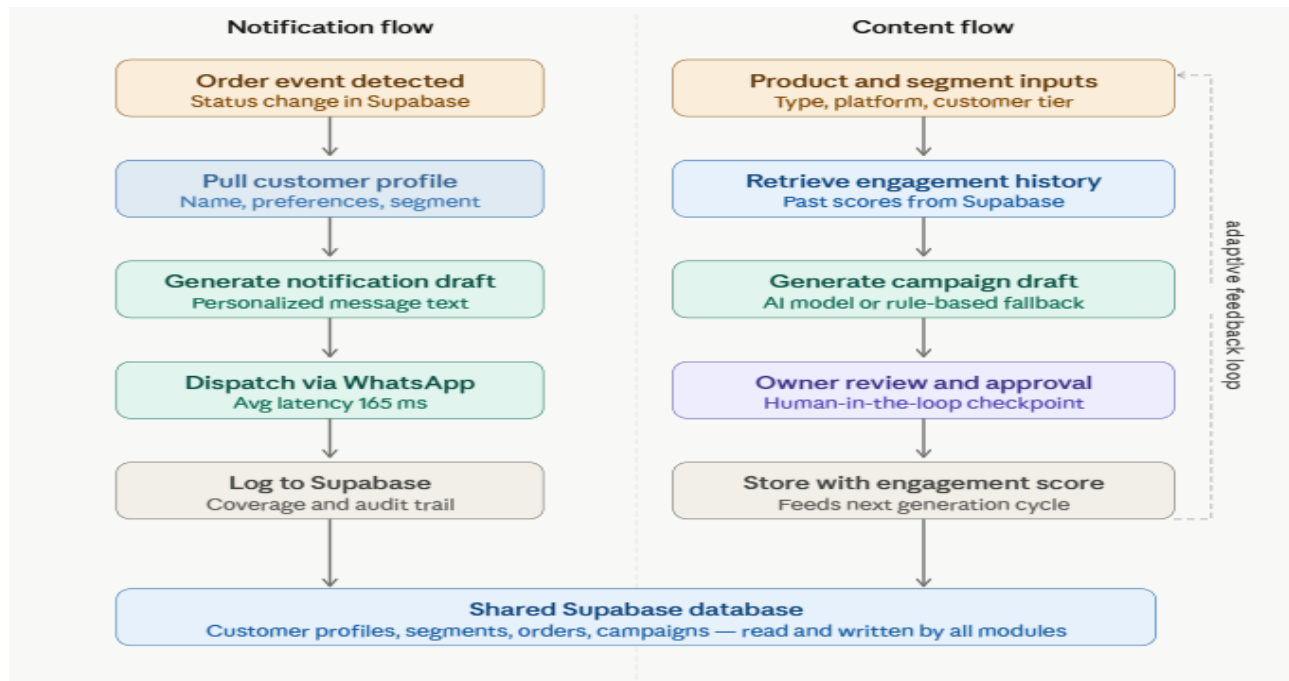 Notification flow
Order event detected
Status change in Supabase
Pull customer profile
Name, preferences, segment
Generate notification draft
Personalized message text
Dispatch via WhatsApp
Avg latency 165 ms
Log to Supabase
Coverage and audit trail
Content flow
Product and segment inputs
Type, platform, customer tier
Retrieve engagement history
Past scores from Supabase
Generate campaign draft
AI model or rule-based fallback
Owner review and approval
Human-in-the-loop checkpoint
Store with engagement score
Feeds next generation cycle
adaptive feedback loop
Shared Supabase database
Customer profiles, segments, orders, campaigns — read and written by all modules